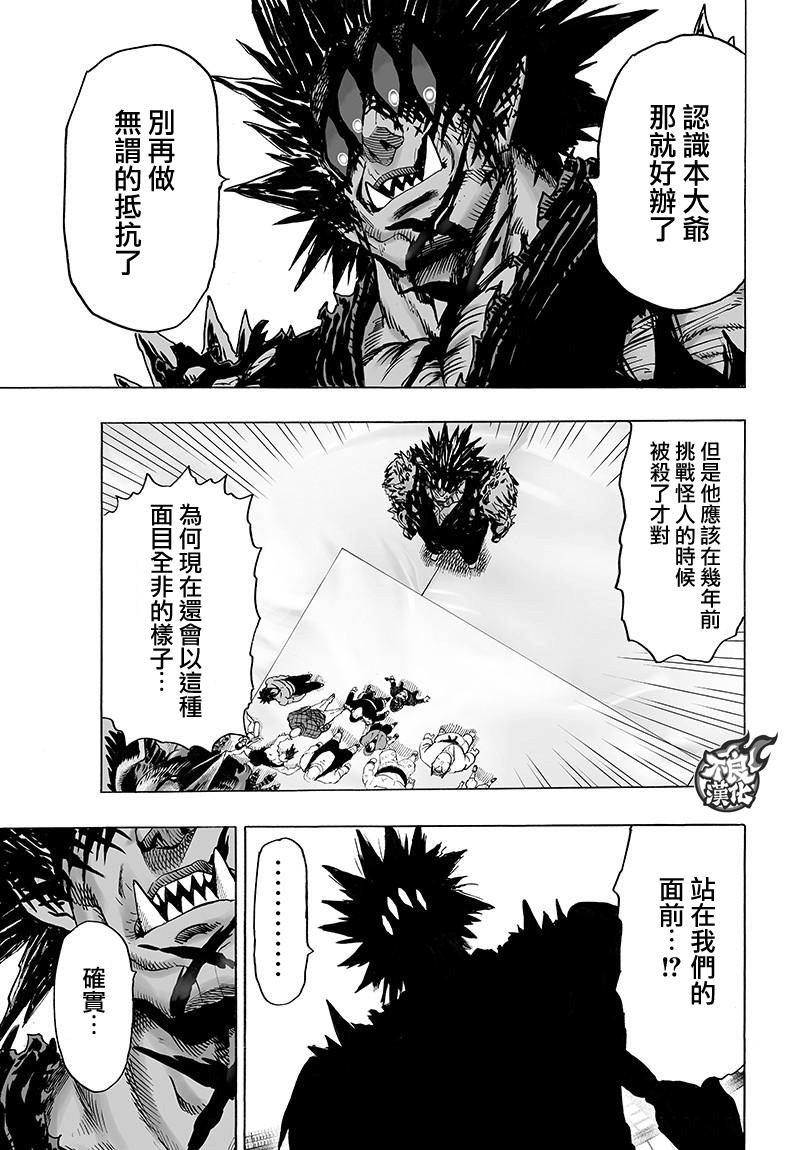 認識本大爺
那就好辦了
別再做
無謂的抵抗了
但是他應該在幾年前
挑戰怪人的時候
被殺了才對
為何現在還會以這種
面目全非的樣子…
狼
漢化
站在我們的
面前…!?
………
確實…